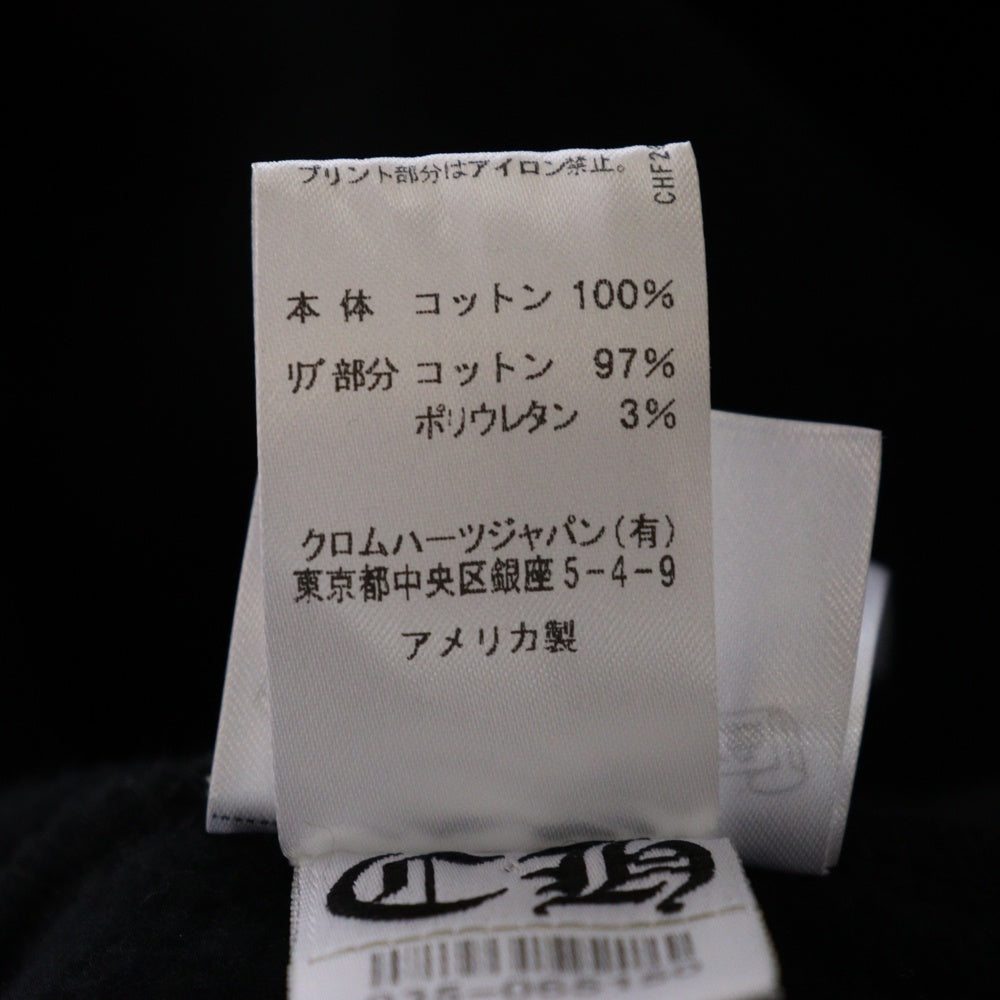 プリント部分はアイロン禁止。
CHF2
本体 コットン 100%
リブ部分 コットン 97%
ポリウレタン 3%
クロムハーツジャパン(有)
東京都中央区銀座5-4-9
アメリカ製